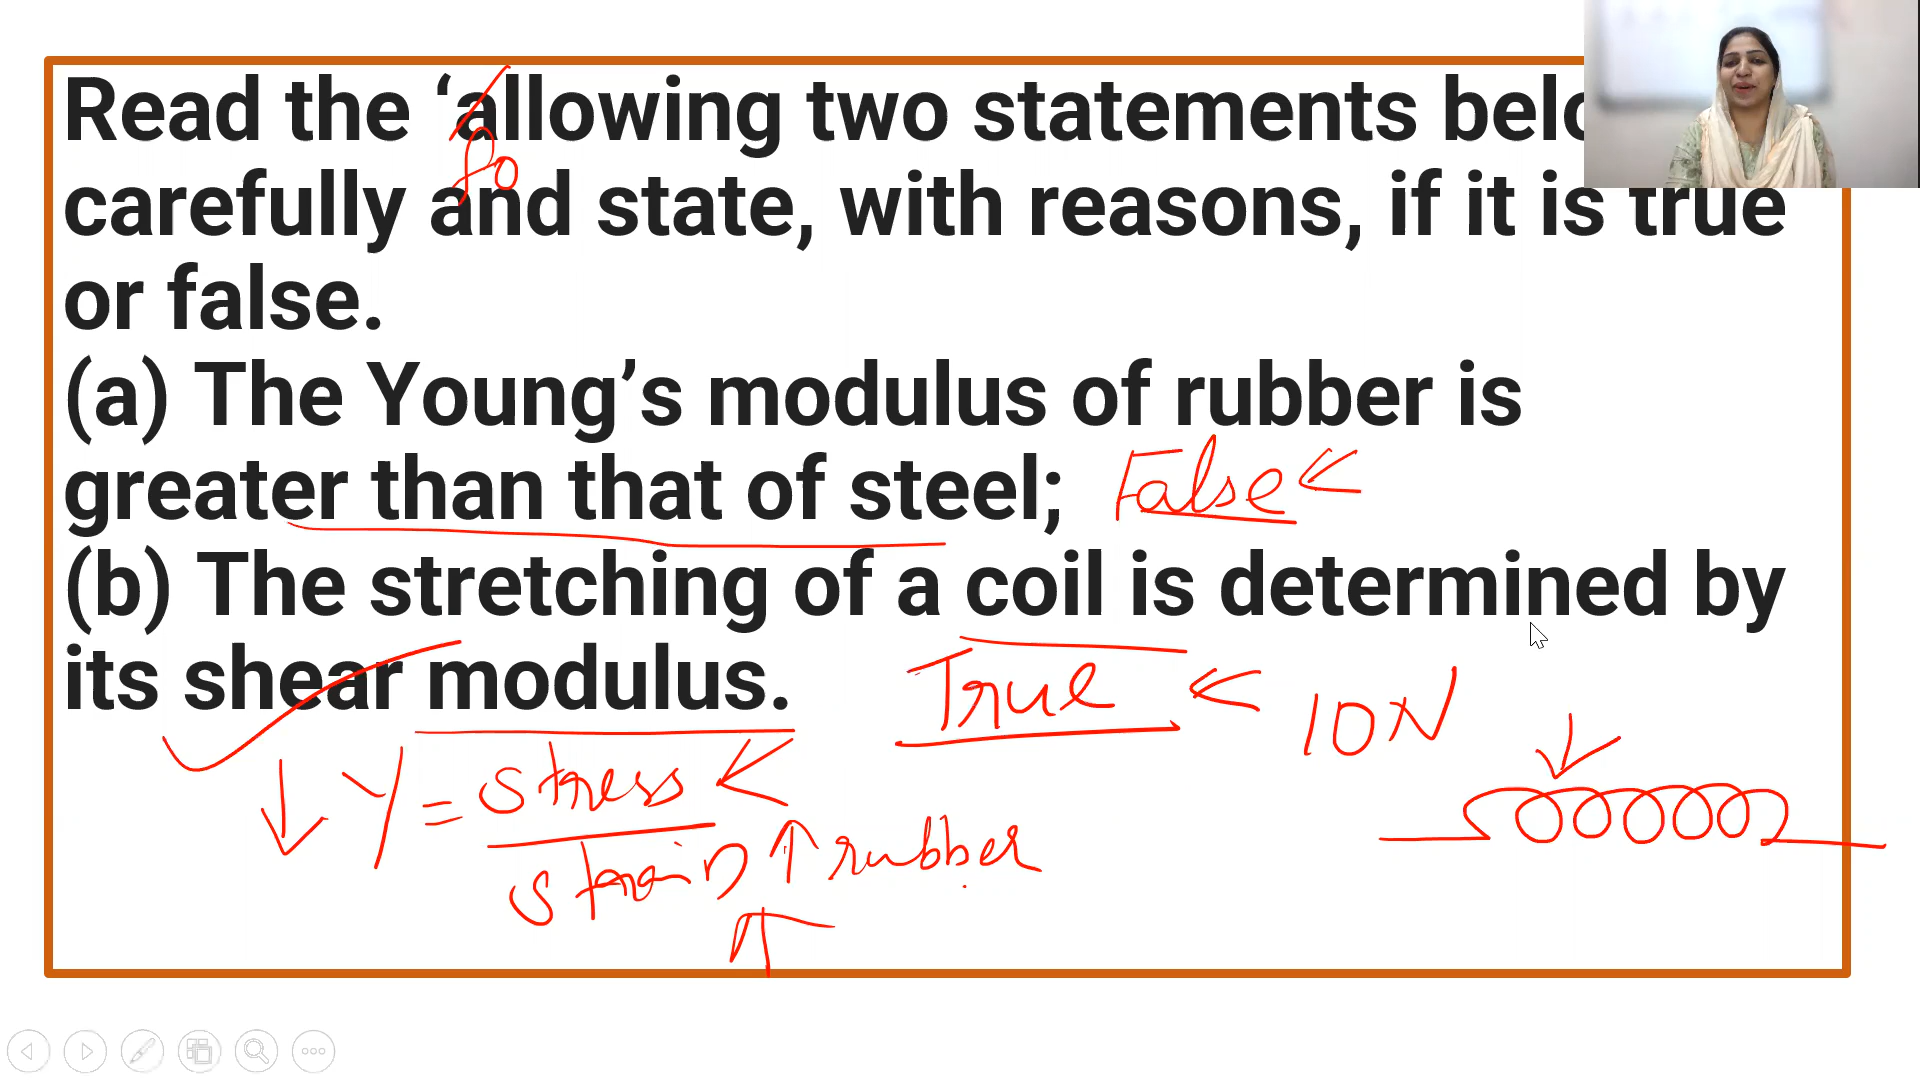 Read the ‘allowing two statements belo
fo
carefully and state, with reasons, if it is true
or false.
(a) The Young’s modulus of rubber is
greater than that of steel; False
(b) The stretching of a coil is determined by
its shear modulus. True
10N
Y = stress
strain rubber